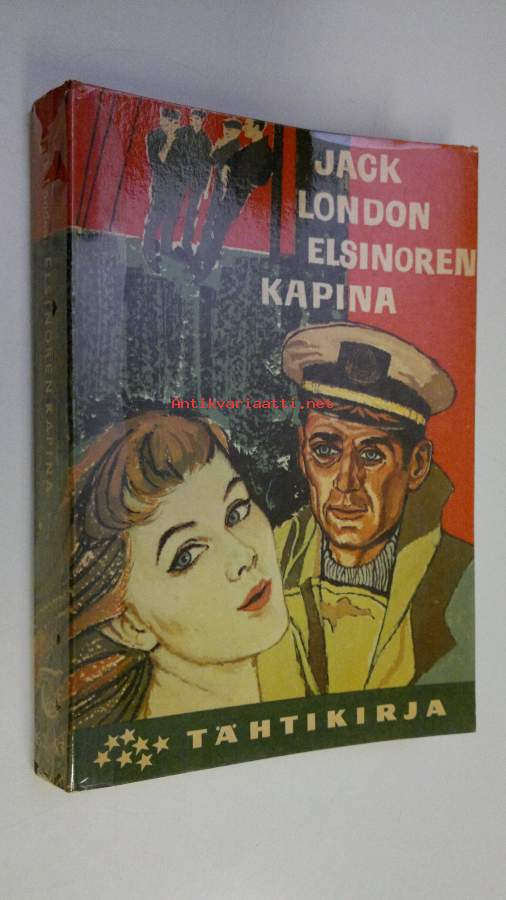 JACK
LONDON
ELSINOREN
KAPINA
Antikvariaatti.net
TÄHTIKIRJA
ELSINOREN KAPINA